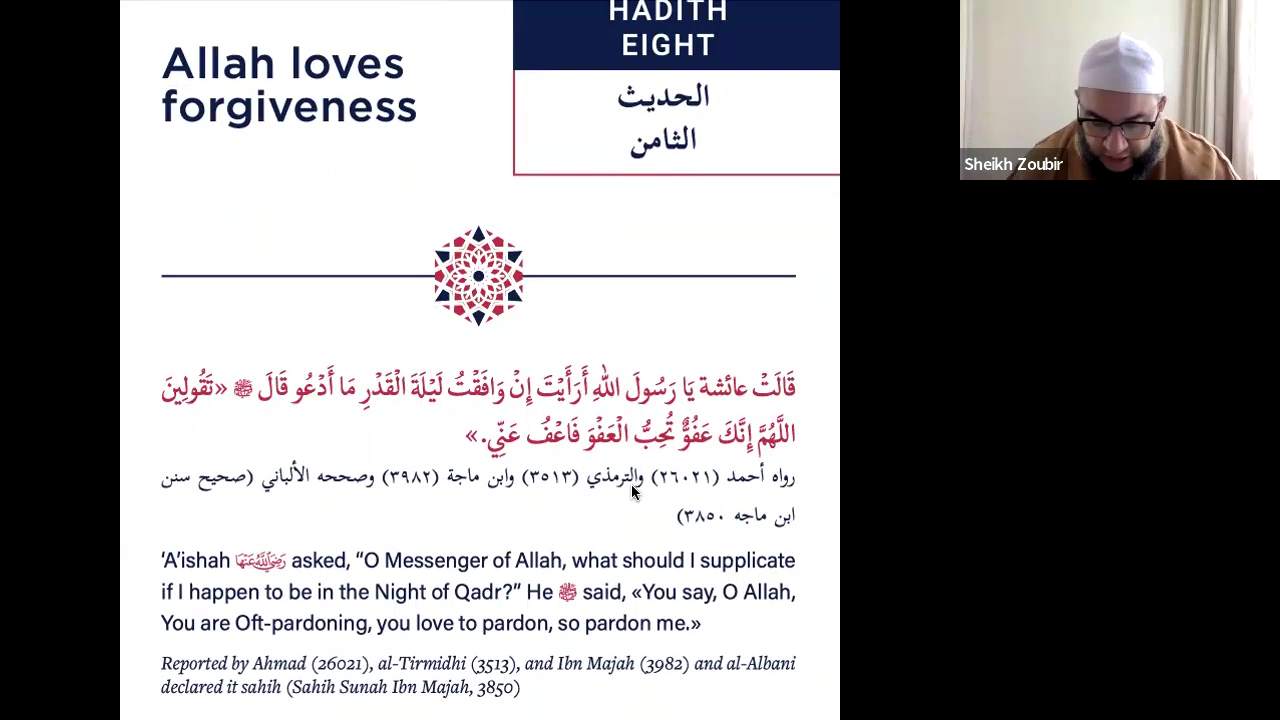 Allah loves
forgiveness
HADITH
EIGHT
الحديث
الثامن
قَالَتْ عائشة يَا رَسُولَ اللهِ أَرَأَيْتَ إِنْ وَافَقْتُ لَيْلَةَ الْقَدْرِ مَا أَدْعُو قَالَ ﷺ «تَقُولِينَ
اللَّهُمَّ إِنَّكَ عَفُوٌّ تُحِبُّ الْعَفْوَ فَاعْفُ عَنِّي.»
رواه أحمد (٢٦٠٢١) والترمذي (٣٥١٣) وابن ماجة (٣٩٨٢) وصححه الألباني (صحيح سنن
ابن ماجه ٣٨٥٠)
‘A’ishah رَضِيَ اللَّهُ عَنْهَا asked, “O Messenger of Allah, what should I supplicate
if I happen to be in the Night of Qadr?” He ﷺ said, «You say, O Allah,
You are Oft-pardoning, you love to pardon, so pardon me.»
Reported by Ahmad (26021), al-Tirmidhi (3513), and Ibn Majah (3982) and al-Albani
declared it sahih (Sahih Sunah Ibn Majah, 3850)
Sheikh Zoubir